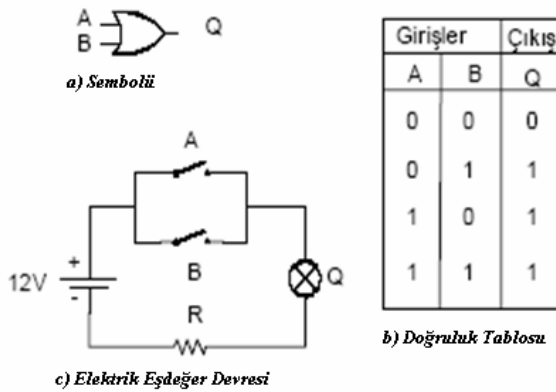 A
B
Q
a) Sembolü
Girişler Çıkış
A B Q
0 0 0
0 1 1
1 0 1
1 1 1
b) Doğruluk Tablosu
A
B
12V
+
-
Q
R
c) Elektrik Eşdeğer Devresi